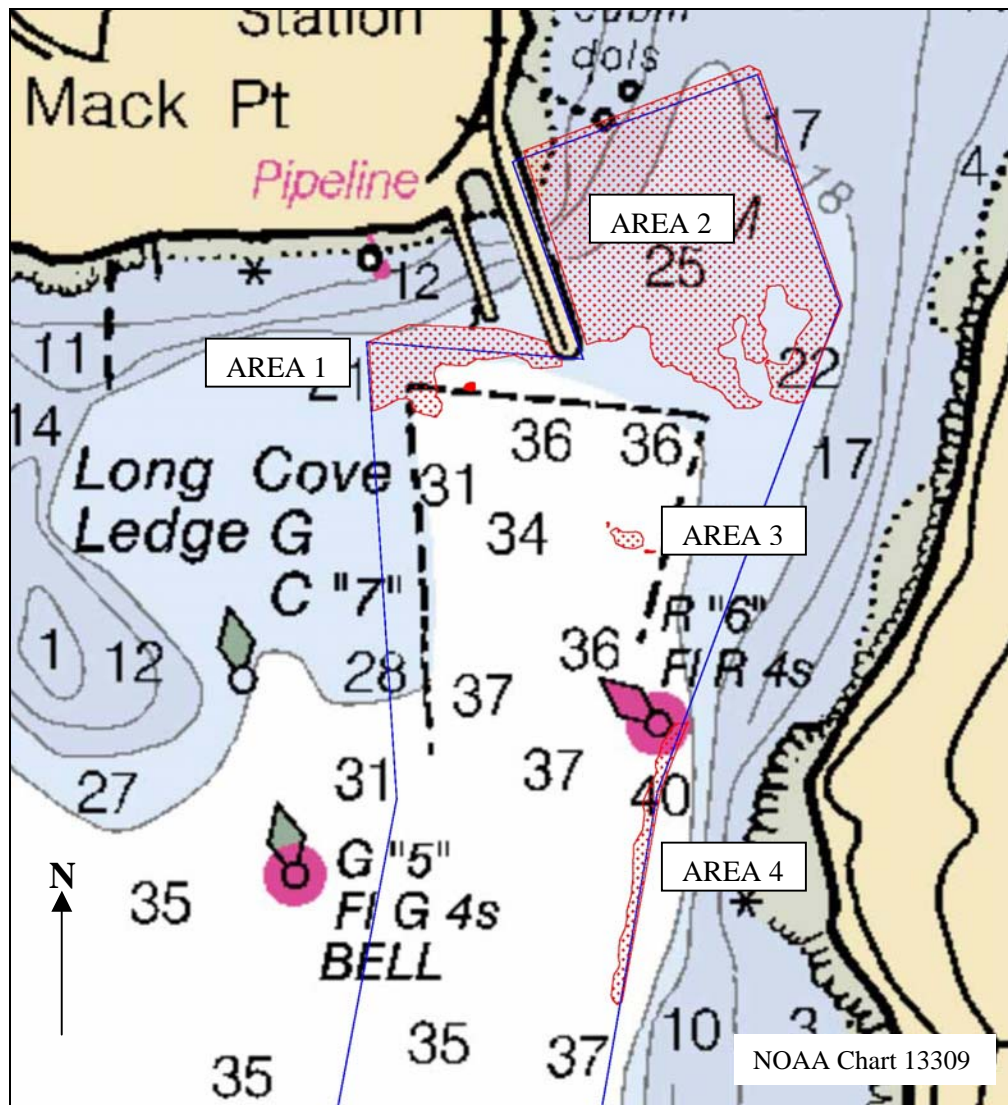 Station
Mack Pt
dols
Pipeline
17
18
4
AREA 2
25
12
11
AREA 1
21
22
14
36
36
17
Long Cove
31
Ledge G
34
AREA 3
C "7"
R "6"
1
12
28
36
Fl R 4s
37
27
31
37
40
G "5"
AREA 4
N
35
Fl G 4s
BELL
35
10
3
35
37
NOAA Chart 13309